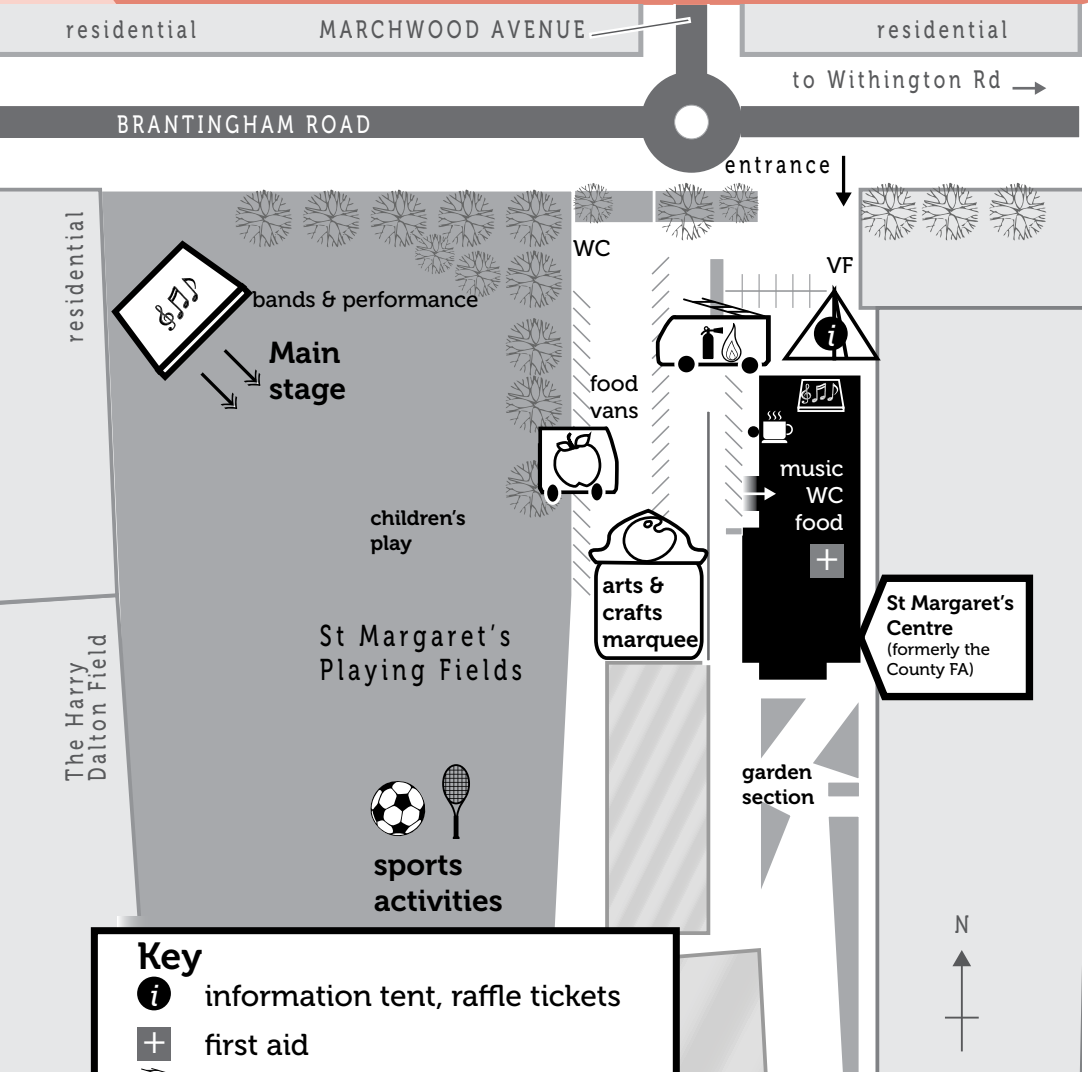 residential
MARCHWOOD AVENUE
residential
to Withington Rd
BRANTINGHAM ROAD
entrance
residential
WC
VF
bands & performance
Main
stage
i
food
vans
music
WC
food
children's
play
arts &
crafts
marquee
St Margaret's
Playing Fields
St Margaret's
Centre
(formerly the
County FA)
The Harry
Dalton Field
garden
section
sports
activities
N
Key
i information tent, raffle tickets
+ first aid